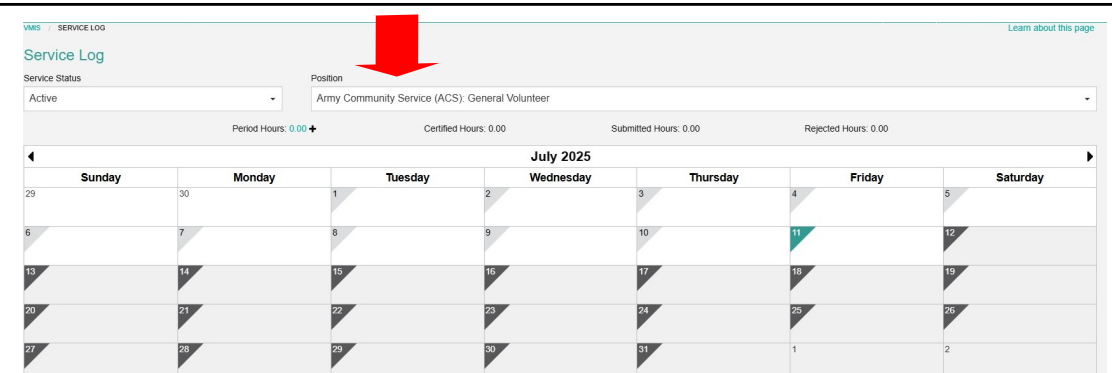 VMIS / SERVICE LOG Learn about this page
Service Log
Service Status Position
Active Army Community Service (ACS): General Volunteer
Period Hours: 0.00 + Certified Hours: 0.00 Submitted Hours: 0.00 Rejected Hours: 0.00
July 2025
Sunday Monday Tuesday Wednesday Thursday Friday Saturday
29 30 1 2 3 4 5
6 7 8 9 10 11 12
13 14 15 16 17 18 19
20 21 22 23 24 25 26
27 28 29 30 31 1 2